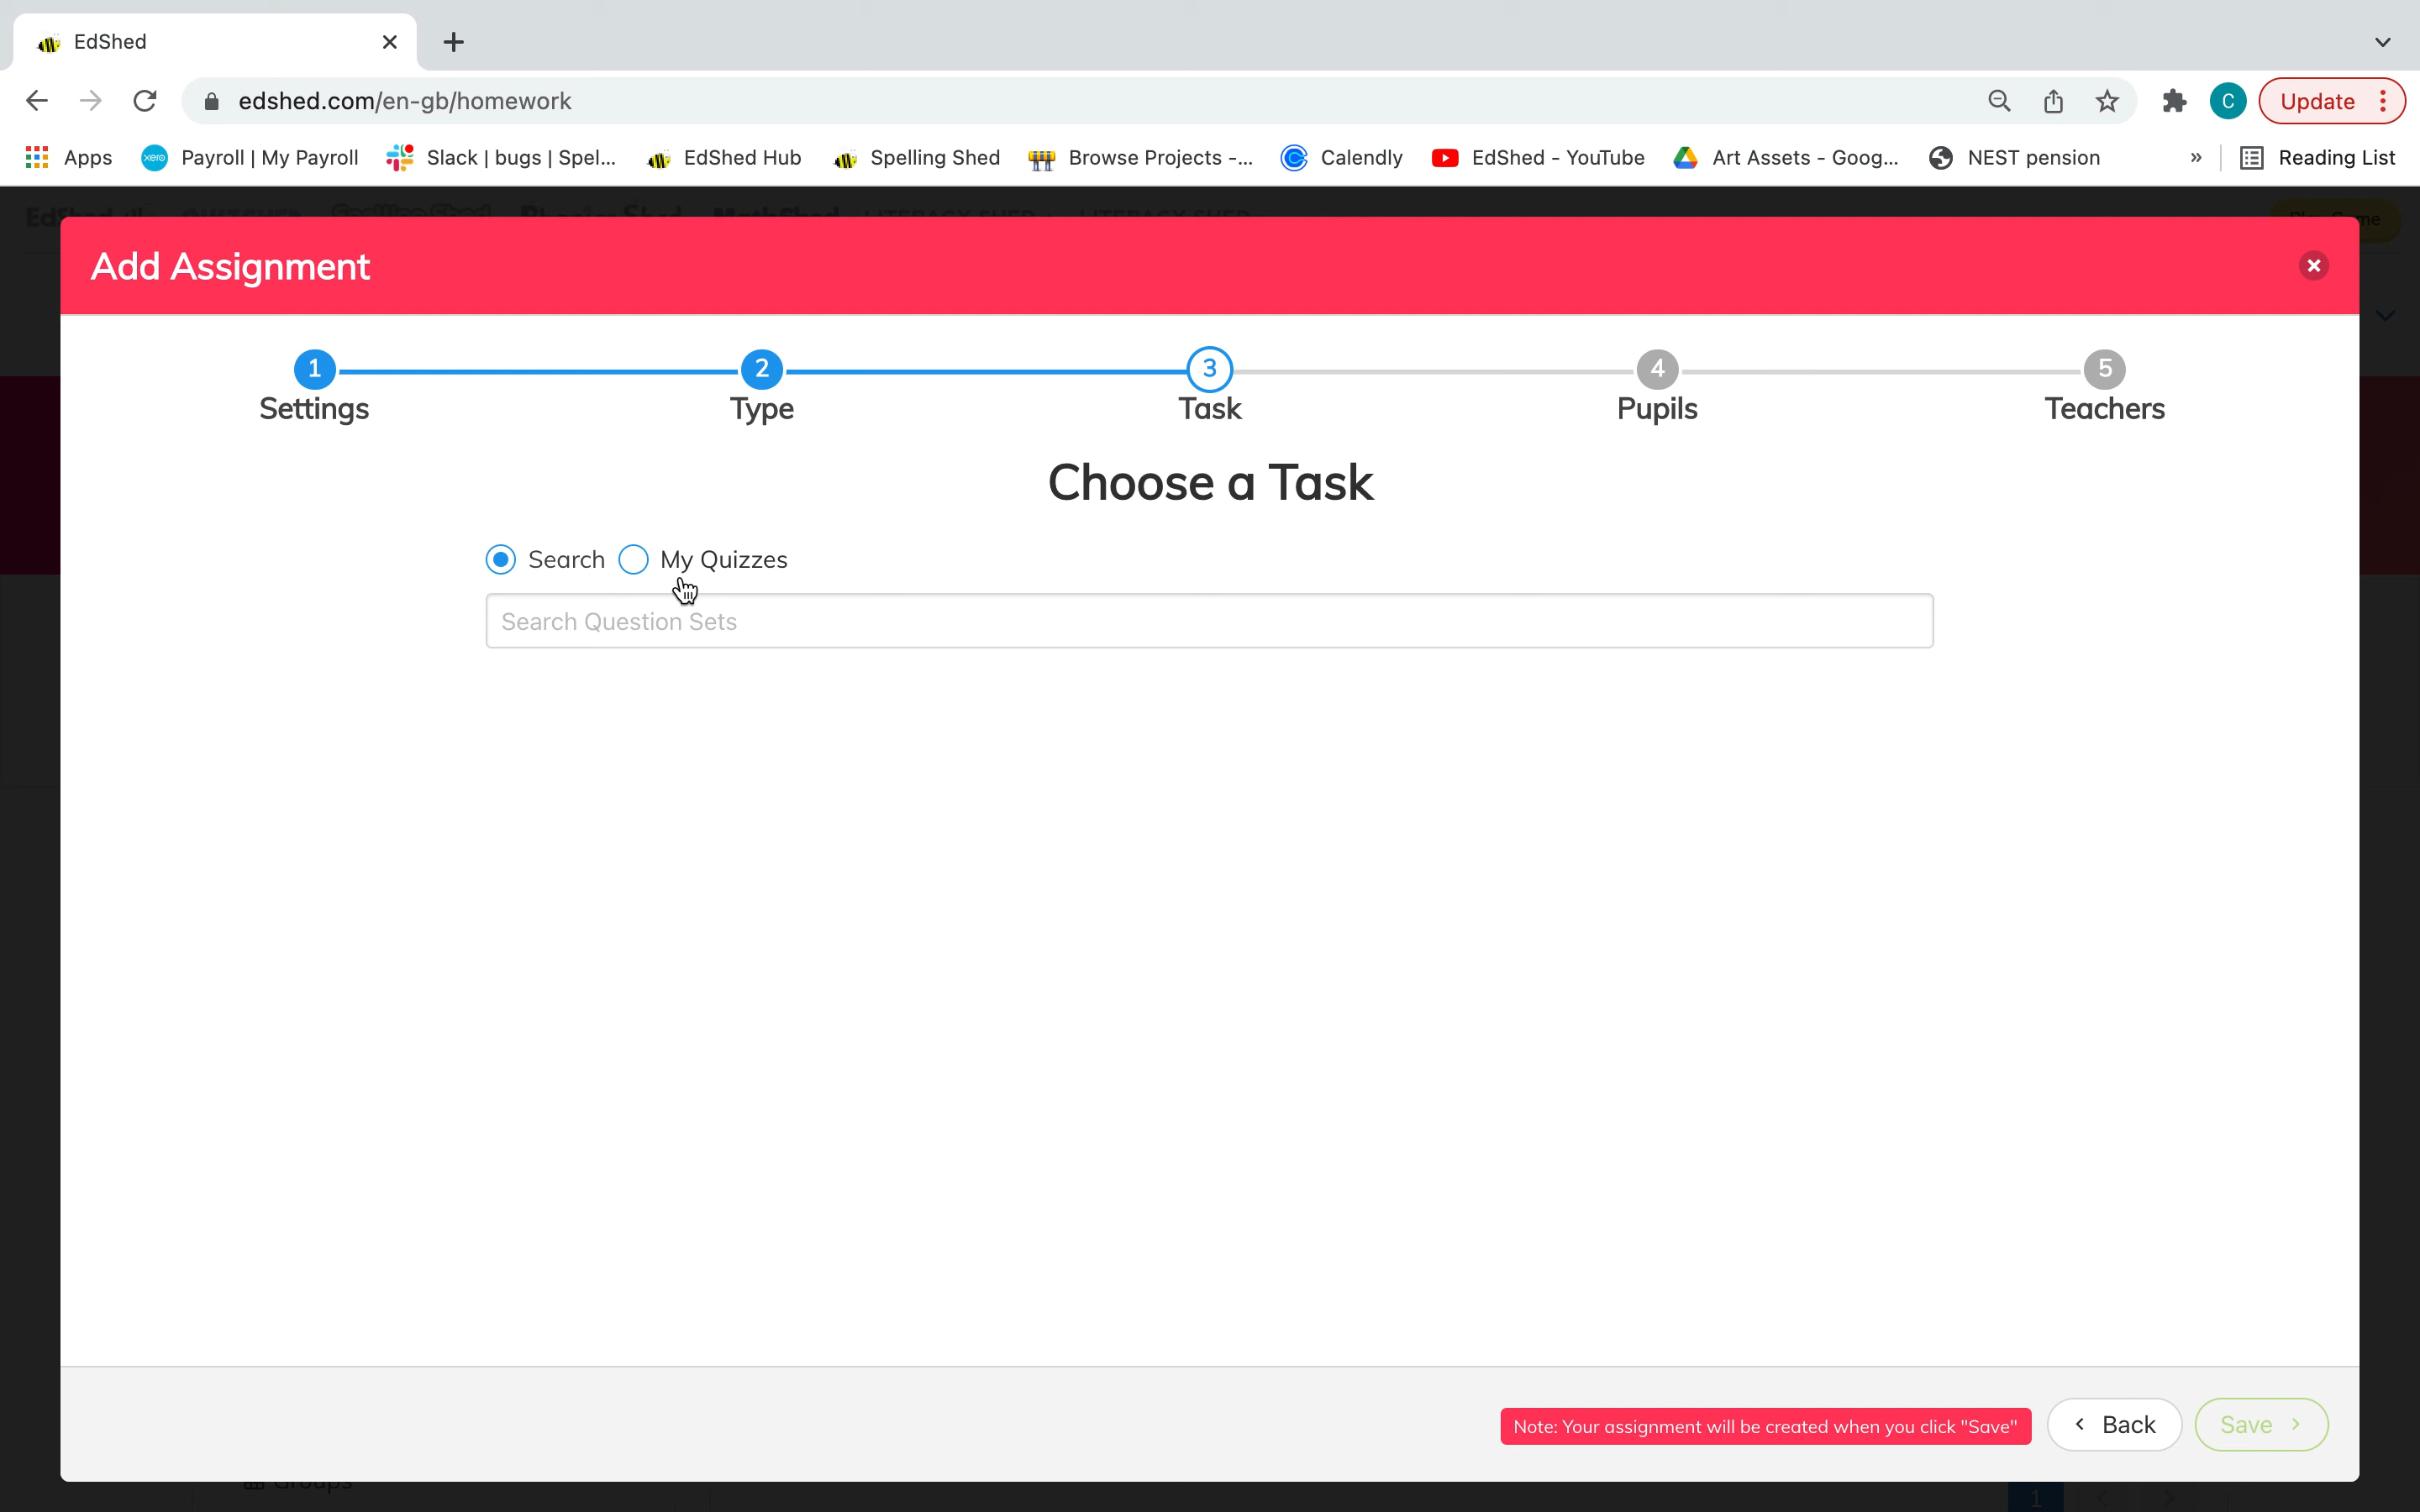 EdShed
edshed.com/en-gb/homework
Update
Apps
Payroll | My Payroll
Slack | bugs | Spel...
EdShed Hub
Spelling Shed
Browse Projects -...
Calendly
EdShed - YouTube
Art Assets - Goog...
NEST pension
»
Reading List
Add Assignment
1
2
3
4
5
Settings
Type
Task
Pupils
Teachers
Choose a Task
Search
My Quizzes
Search Question Sets
Note: Your assignment will be created when you click "Save"
Back
Save
Groups
1